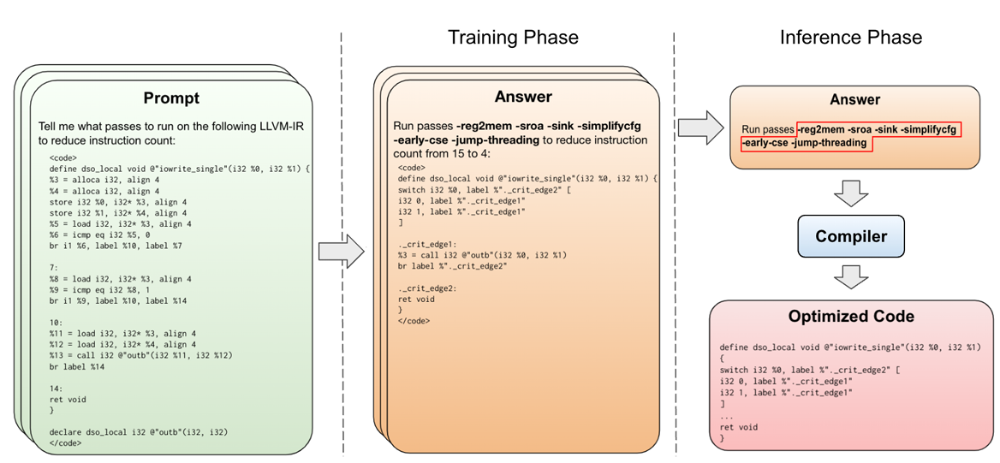 Training Phase
Inference Phase
Prompt
Tell me what passes to run on the following LLVM-IR
to reduce instruction count:
<code>
define dso_local void @"iowrite_single"(i32 %0, i32 %1) {
%3 = alloca i32, align 4
%4 = alloca i32, align 4
store i32 %0, i32* %3, align 4
store i32 %1, i32* %4, align 4
%5 = load i32, i32* %3, align 4
%6 = icmp eq i32 %5, 0
br i1 %6, label %10, label %7
7:
%8 = load i32, i32* %3, align 4
%9 = icmp eq i32 %8, 1
br i1 %9, label %10, label %14
10:
%11 = load i32, i32* %3, align 4
%12 = load i32, i32* %4, align 4
%13 = call i32 @"outb"(i32 %11, i32 %12)
br label %14
14:
ret void
}
declare dso_local i32 @"outb"(i32, i32)
</code>
Answer
Run passes -reg2mem -sroa -sink -simplifycfg
-early-cse -jump-threading to reduce instruction
count from 15 to 4:
<code>
define dso_local void @"iowrite_single"(i32 %0, i32 %1) {
switch i32 %0, label %"._crit_edge2" [
i32 0, label %"._crit_edge1"
i32 1, label %"._crit_edge1"
]
._crit_edge1:
%3 = call i32 @"outb"(i32 %0, i32 %1)
br label %"._crit_edge2"
._crit_edge2:
ret void
}
</code>
Answer
Run passes -reg2mem -sroa -sink -simplifycfg
-early-cse -jump-threading
Compiler
Optimized Code
define dso_local void @"iowrite_single"(i32 %0, i32 %1)
{
switch i32 %0, label %"._crit_edge2" [
i32 0, label %"._crit_edge1"
i32 1, label %"._crit_edge1"
]
...
ret void
}